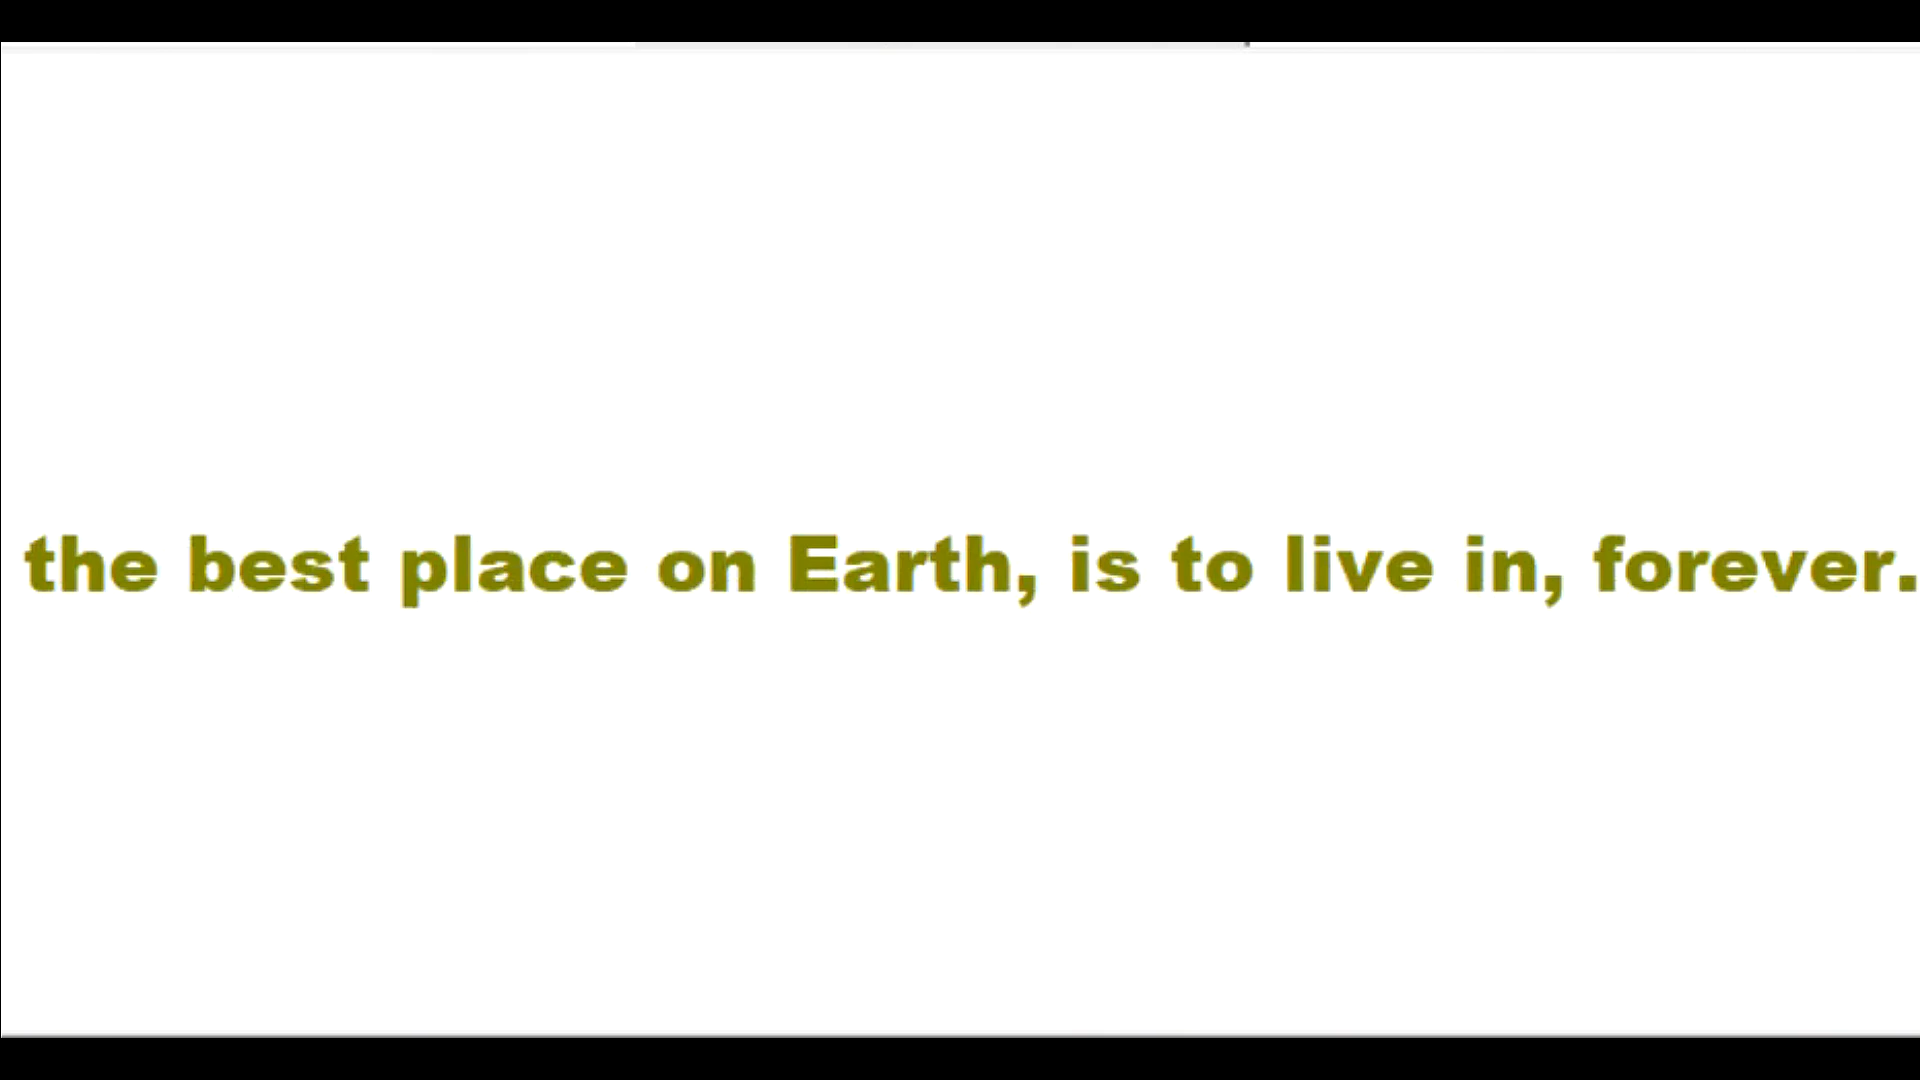 the best place on Earth, is to live in, forever.